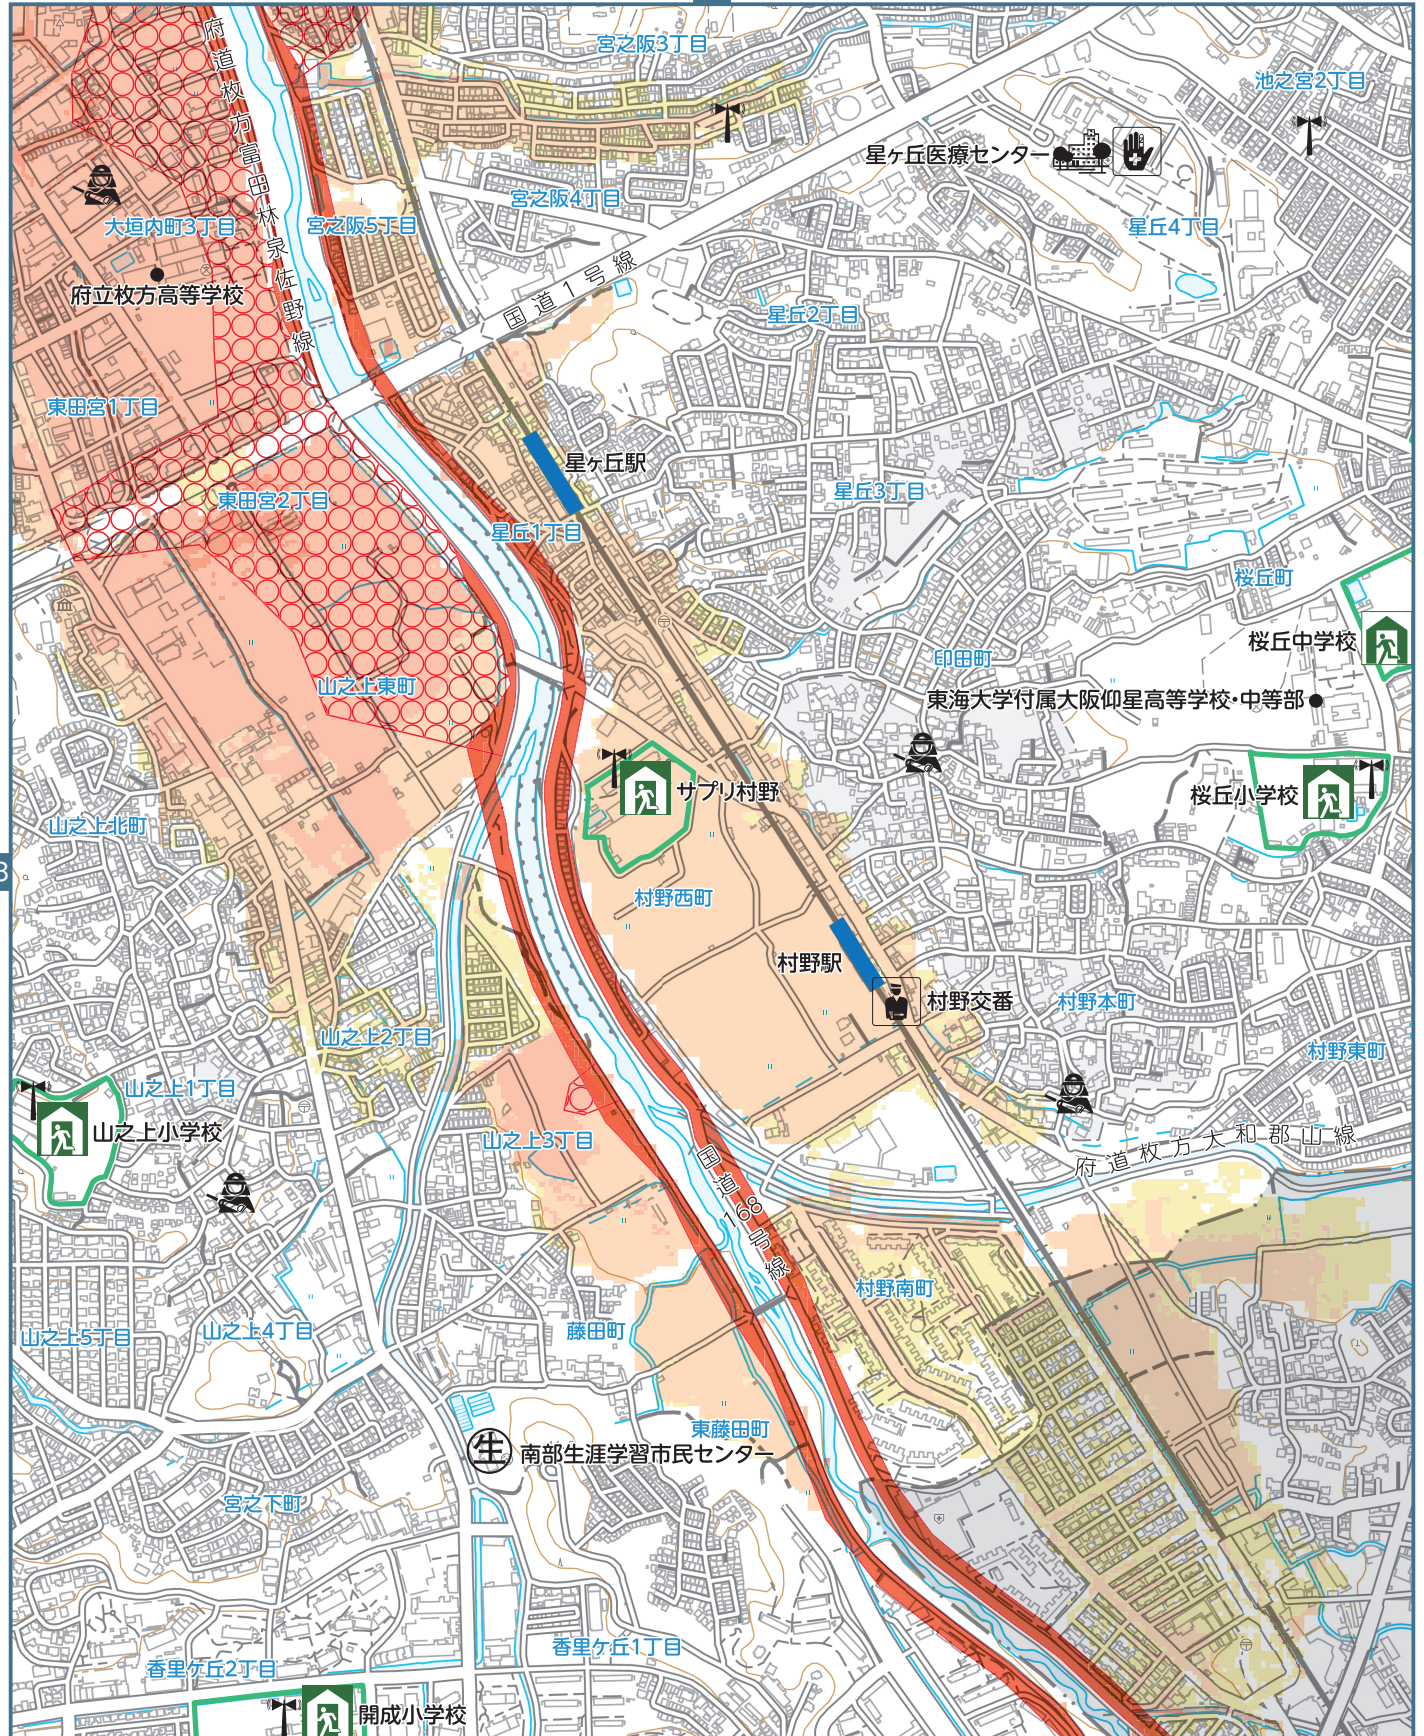 宮之阪3丁目
池之宮2丁目
府道枚方富田林泉佐野線
星ヶ丘医療センター
宮之阪4丁目
大垣内町3丁目
宮之阪5丁目
星丘4丁目
府立枚方高等学校
国道1号線
星丘2丁目
東田宮1丁目
星ヶ丘駅
東田宮2丁目
星丘3丁目
星丘1丁目
桜丘町
桜丘中学校
印田町
山之上東町
東海大学付属大阪仰星高等学校・中等部
サプリ村野
桜丘小学校
山之上北町
3
村野西町
村野駅
村野交番
村野本町
山之上2丁目
村野東町
山之上1丁目
山之上小学校
山之上3丁目
府道枚方大和郡山線
国道168号線
村野南町
山之上5丁目
山之上4丁目
藤田町
東藤田町
生
南部生涯学習市民センター
宮之下町
香里ケ丘1丁目
香里ケ丘2丁目
開成小学校